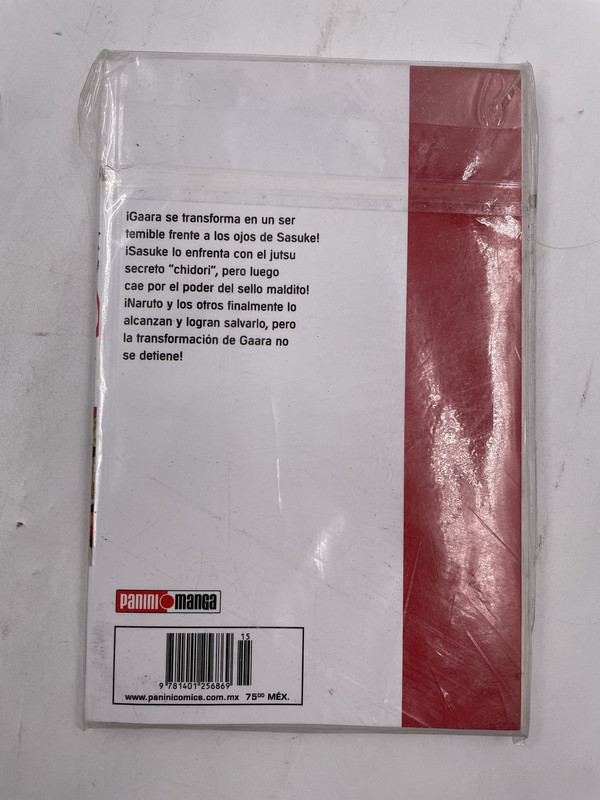 ¡Gaara se transforma en un ser
temible frente a los ojos de Sasuke!
¡Sasuke lo enfrenta con el jutsu
secreto "chidori", pero luego
cae por el poder del sello maldito!
¡Naruto y los otros finalmente lo
alcanzan y logran salvarlo, pero
la transformación de Gaara no
se detiene!
PANINI MANGA
15
9 781401 256869
www.paninicomics.com.mx 75⁰⁰ MÉX.